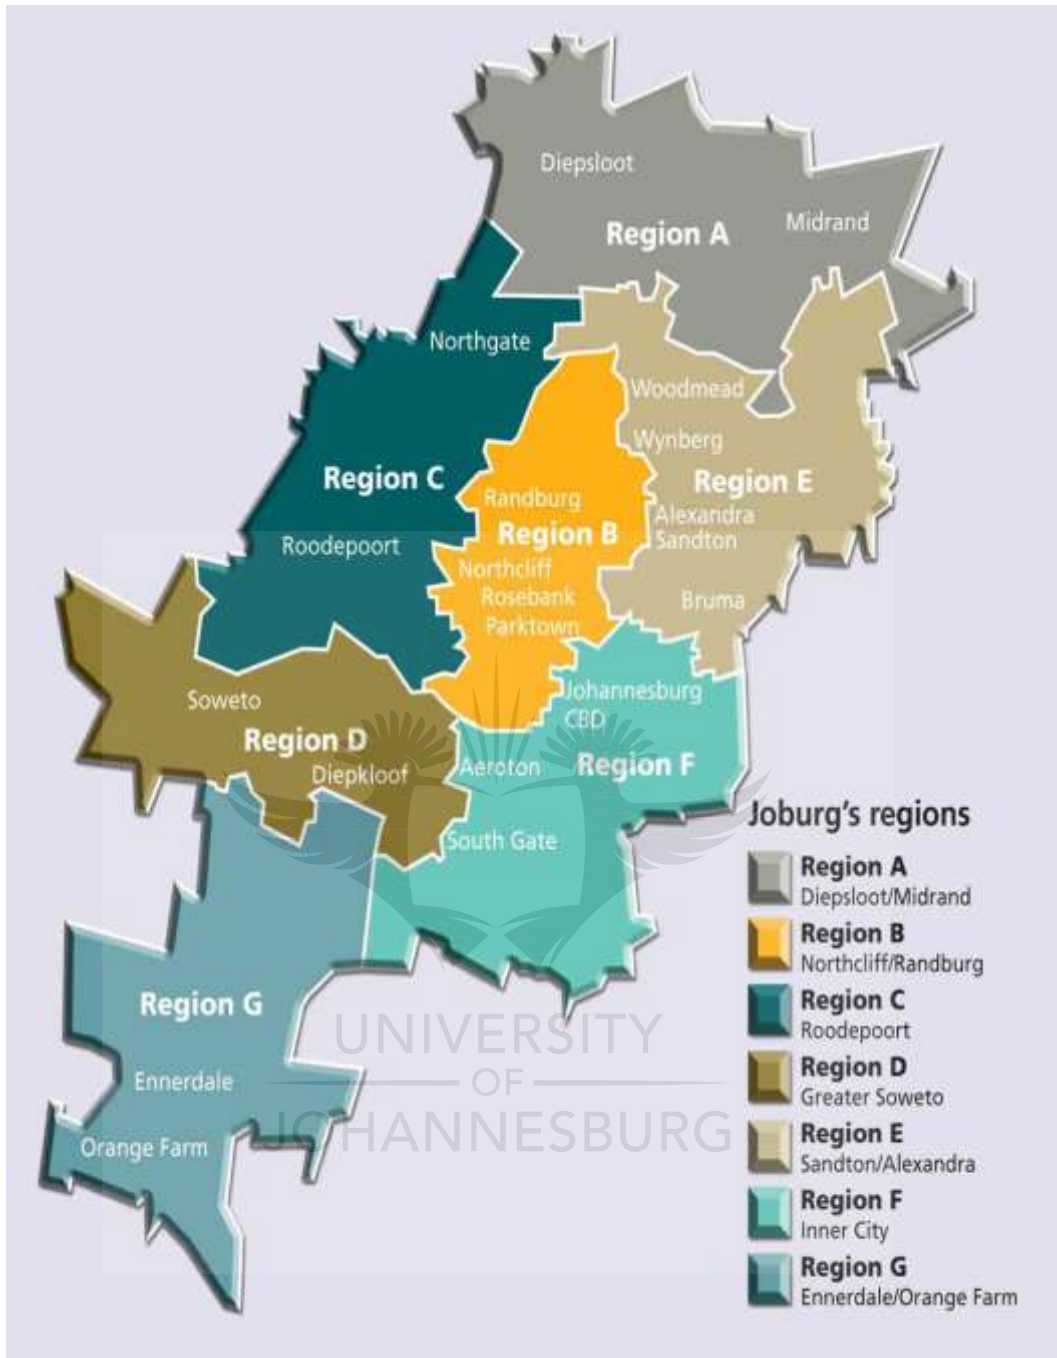 Diepsloot
Midrand
Region A
Northgate
Woodmead
Wynberg
Region C
Region E
Randburg
Alexandra
Region B
Sandton
Roodepoort
Northcliff
Rosebank
Bruma
Parktown
Soweto
Johannesburg
CBD
Region D
Diepkloof
Aeroton
Region F
South Gate
Joburg's regions
Region A
Diepsloot/Midrand
Region B
Northcliff/Randburg
Region C
Roodepoort
Region D
Greater Soweto
Region E
Sandton/Alexandra
Region F
Inner City
Region G
Ennerdale/Orange Farm
Region G
Ennerdale
Orange Farm
UNIVERSITY
OF
JOHANNESBURG